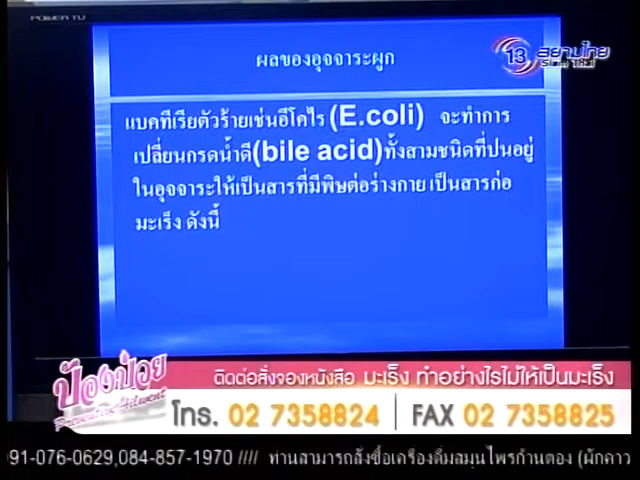 POWER TV
ผลของอุจจาระผูก
13 สยามไทย
Siam Thai
แบคทีเรียตัวร้ายเช่นอีโคไร (E.coli) จะทำการ
เปลี่ยนกรดน้ำดี(bile acid)ทั้งสามชนิดที่ปนอยู่
ในอุจจาระให้เป็นสารที่มีพิษต่อร่างกาย เป็นสารก่อ
มะเร็ง ดังนี้
ป้องป่วย
ติดต่อสั่งจองหนังสือ มะเร็ง ทำอย่างไรไม่ให้เป็นมะเร็ง
โทร. 02 7358824 | FAX 02 7358825
91-076-0629,084-857-1970 //// ท่านสามารถสั่งซื้อเครื่องดื่มสมุนไพรก้านตอง (ผักคาว